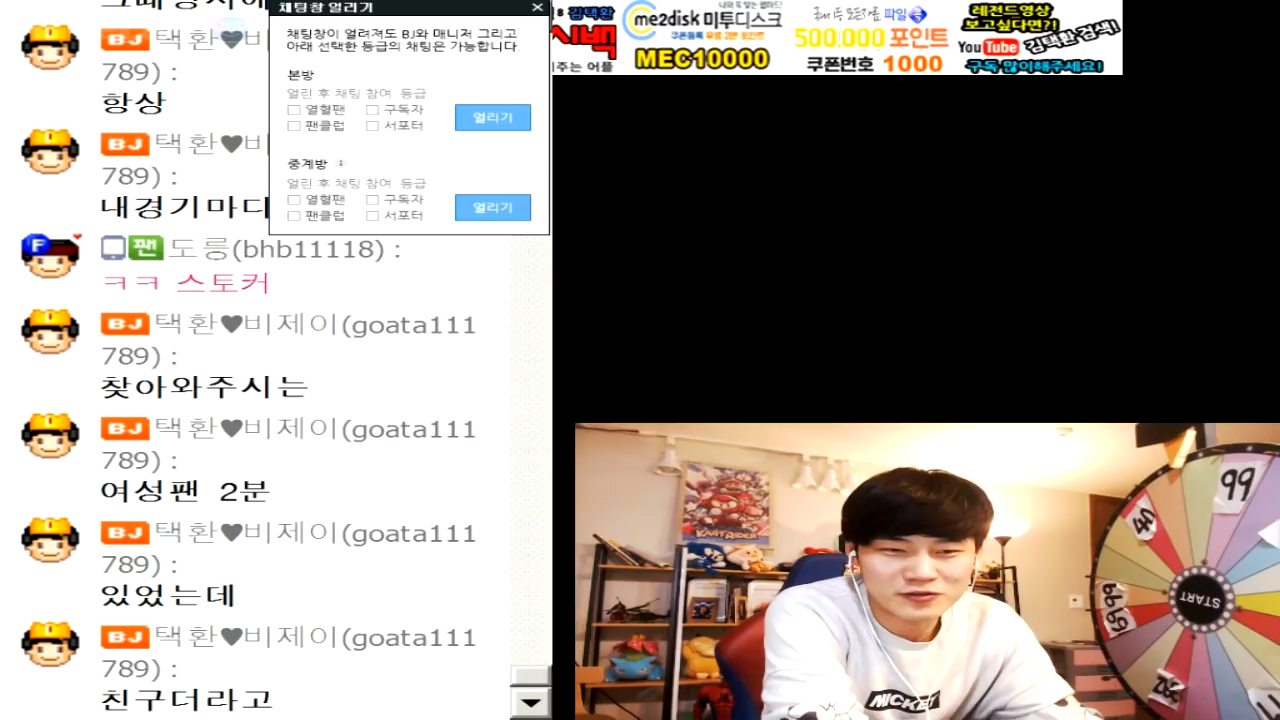 BJ 택환♥비
789) :
항상
BJ 택환♥비
789) :
내경기마다
팬 도릉(bhb11118) :
ㅋㅋ 스토커
BJ 택환♥비제이(goata111
789) :
찾아와주시는
BJ 택환♥비제이(goata111
789) :
여성팬 2분
BJ 택환♥비제이(goata111
789) :
있었는데
BJ 택환♥비제이(goata111
789) :
친구더라고
채팅창 얼리기
채팅창이 얼려져도 BJ와 매니저 그리고
아래 선택한 등급의 채팅은 가능합니다.
본방
얼린 후 채팅 참여 등급
열혈팬 구독자
팬클럽 서포터
얼리기
중계방
얼린 후 채팅 참여 등급
열혈팬 구독자
팬클럽 서포터
얼리기
김택환
me2disk 미투디스크
MEC10000
파일
500.000 포인트
쿠폰번호 1000
레전드영상
보고싶다면?!
YouTube 김택환 검색!
구독 많이해주세요!
KARTRIDER
99
START
NICKEY